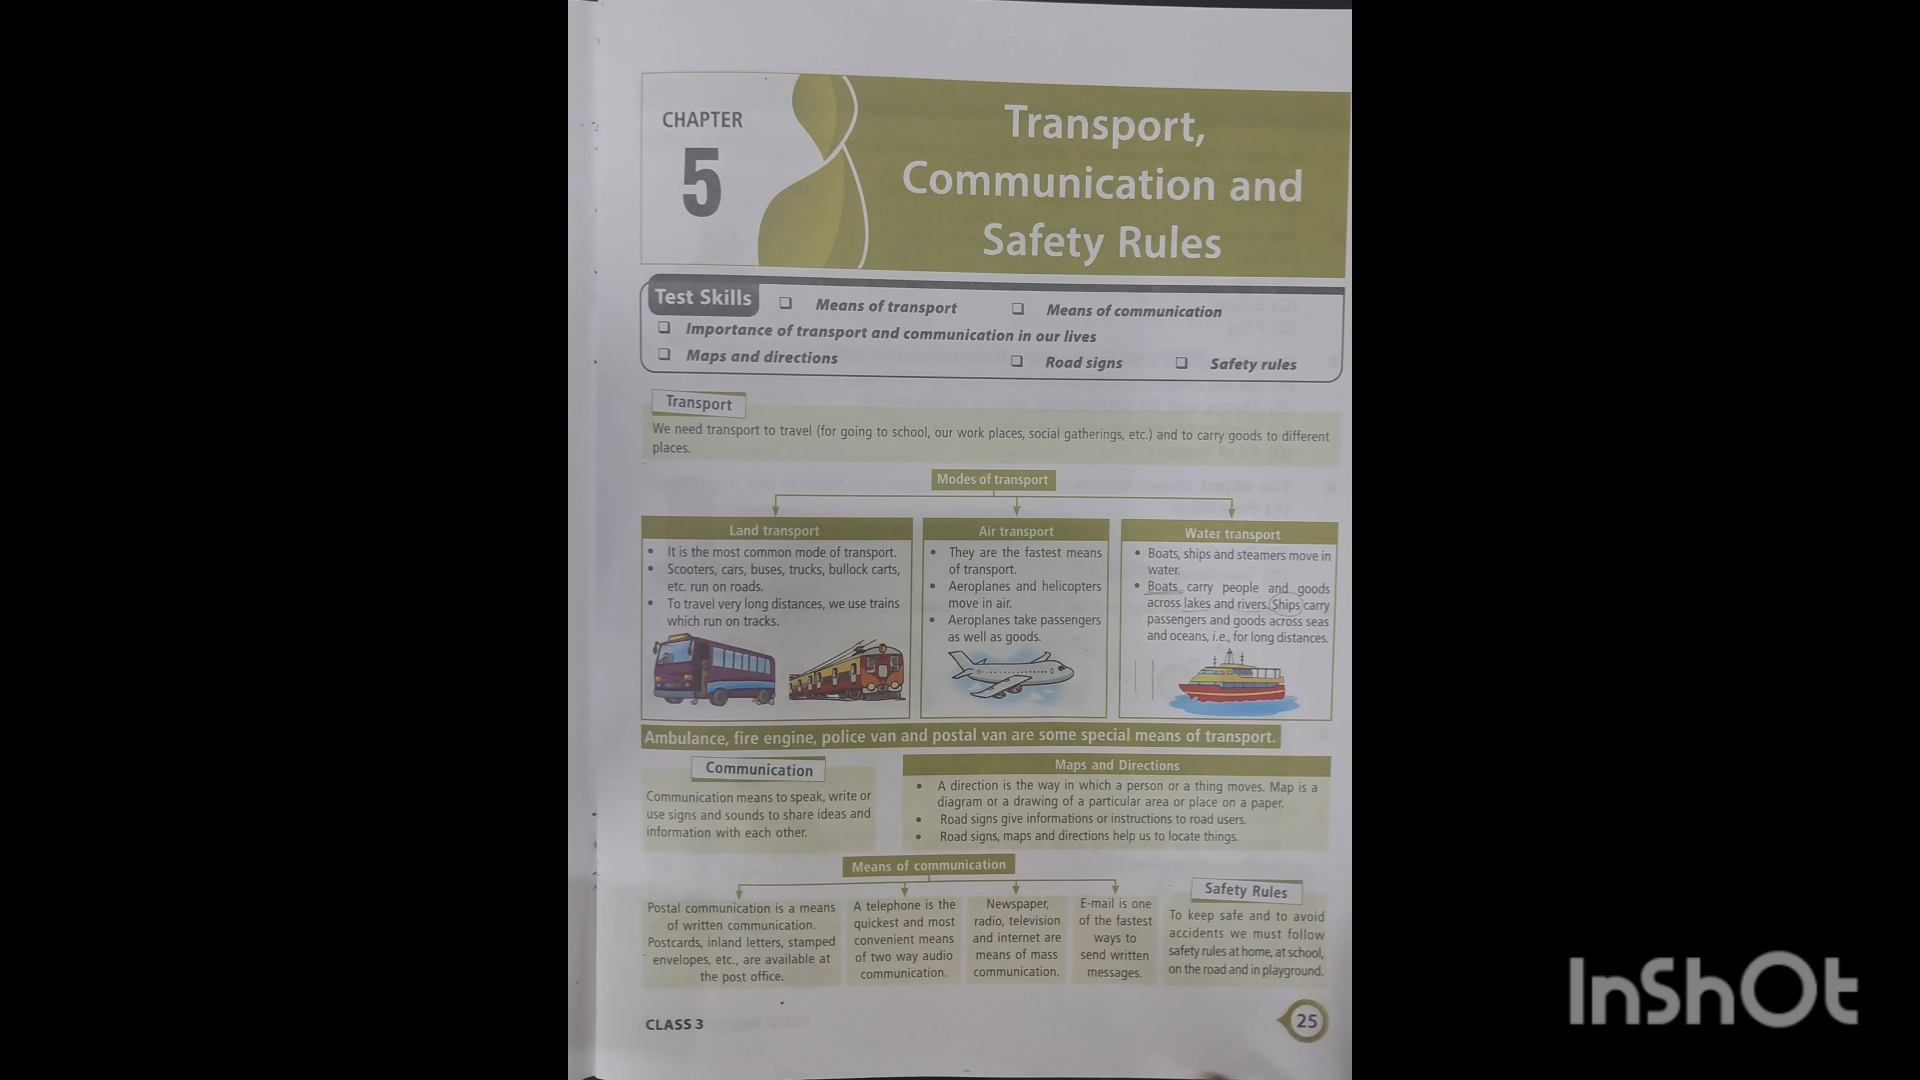 CHAPTER
5
Transport,
Communication and
Safety Rules
Test Skills
❑ Means of transport ❑ Means of communication
❑ Importance of transport and communication in our lives
❑ Maps and directions ❑ Road signs ❑ Safety rules
Transport
We need transport to travel (for going to school, our work places, social gatherings, etc.) and to carry goods to different
places.
Modes of transport
Land transport
• It is the most common mode of transport.
• Scooters, cars, buses, trucks, bullock carts,
etc. run on roads.
• To travel very long distances, we use trains
which run on tracks.
Air transport
• They are the fastest means
of transport.
• Aeroplanes and helicopters
move in air.
• Aeroplanes take passengers
as well as goods.
Water transport
• Boats, ships and steamers move in
water.
• Boats carry people and goods
across lakes and rivers. Ships carry
passengers and goods across seas
and oceans, i.e., for long distances.
Ambulance, fire engine, police van and postal van are some special means of transport.
Communication
Communication means to speak, write or
use signs and sounds to share ideas and
information with each other.
Maps and Directions
• A direction is the way in which a person or a thing moves. Map is a
diagram or a drawing of a particular area or place on a paper.
• Road signs give informations or instructions to road users.
• Road signs, maps and directions help us to locate things.
Means of communication
Postal communication is a means
of written communication.
Postcards, inland letters, stamped
envelopes, etc., are available at
the post office.
A telephone is the
quickest and most
convenient means
of two way audio
communication.
Newspaper,
radio, television
and internet are
means of mass
communication.
E-mail is one
of the fastest
ways to
send written
messages.
Safety Rules
To keep safe and to avoid
accidents we must follow
safety rules at home, at school,
on the road and in playground.
CLASS 3
25
InShOt